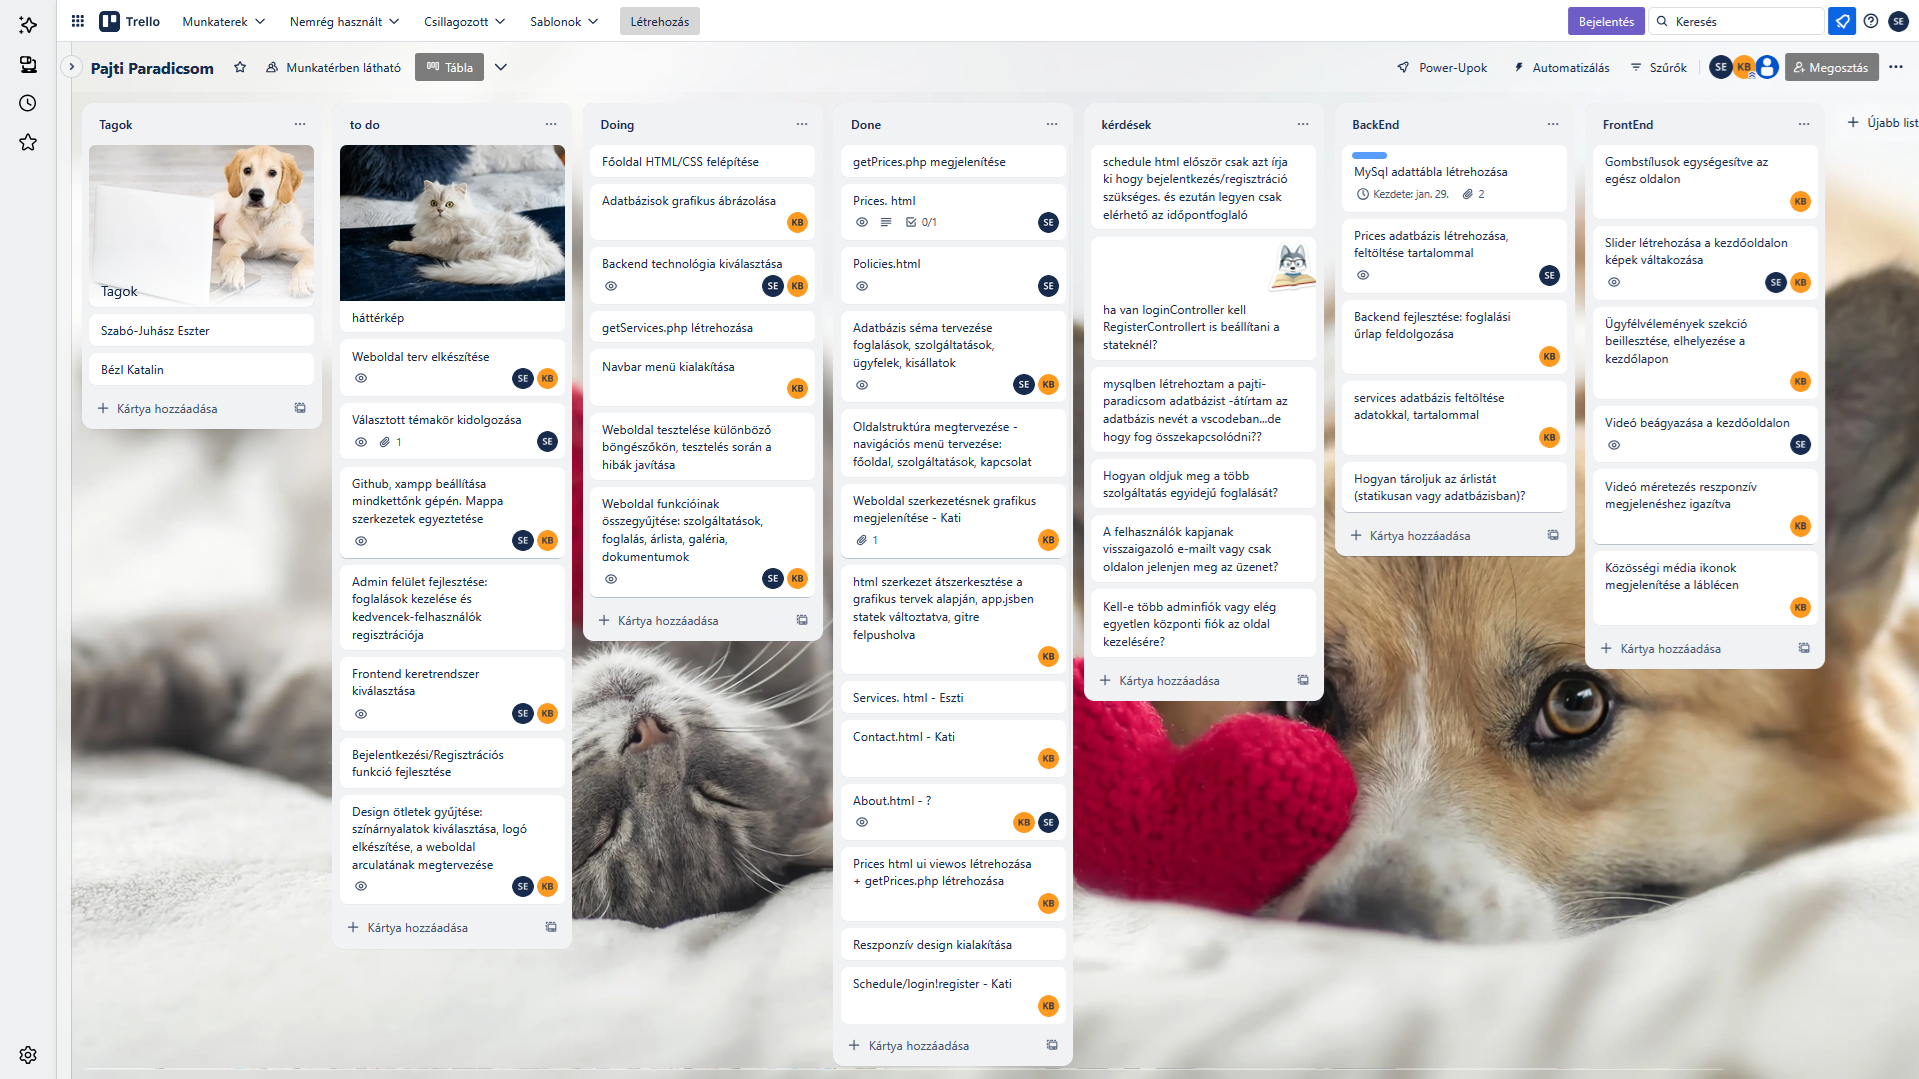 Trello
Munkaterek
Nemrég használt
Csillagozott
Sablonok
Létrehozás
Bejelentés
Keresés
SE
Pajti Paradicsom
Munkatérben látható
Tábla
Power-Upok
Automatizálás
Szűrők
SE
KB
Megosztás
Tagok
Tagok
Szabó-Juhász Eszter
Bézl Katalin
Kártya hozzáadása
to do
háttérkép
Weboldal terv elkészítése
SE KB
Választott témakör kidolgozása
1
SE
Github, xampp beállítása
mindkettőnk gépén. Mappa
szerkezetek egyeztetése
SE KB
Admin felület fejlesztése:
foglalások kezelése és
kedvencek-felhasználók
regisztrációja
Frontend keretrendszer
kiválasztása
SE KB
Bejelentkezési/Regisztrációs
funkció fejlesztése
Design ötletek gyűjtése:
színárnyalatok kiválasztása, logó
elkészítése, a weboldal
arculatának megtervezése
SE KB
Kártya hozzáadása
Doing
Főoldal HTML/CSS felépítése
Adatbázisok grafikus ábrázolása
KB
Backend technológia kiválasztása
SE KB
getServices.php létrehozása
Navbar menü kialakítása
KB
Weboldal tesztelése különböző
böngészőkön, tesztelés során a
hibák javítása
Weboldal funkcióinak
összegyűjtése: szolgáltatások,
foglalás, árlista, galéria,
dokumentumok
SE KB
Kártya hozzáadása
Done
getPrices.php megjelenítése
Prices. html
0/1
SE
Policies.html
SE
Adatbázis séma tervezése
foglalások, szolgáltatások,
ügyfelek, kisállatok
SE KB
Oldalstruktúra megtervezése -
navigációs menü tervezése:
főoldal, szolgáltatások, kapcsolat
Weboldal szerkezetésnek grafikus
megjelenítése - Kati
1
KB
html szerkezet átszerkesztése a
grafikus tervek alapján, app.jsben
statek változtatva, gitre
felpusholva
KB
Services. html - Eszti
Contact.html - Kati
KB
About.html - ?
KB SE
Prices html ui viewos létrehozása
+ getPrices.php létrehozása
KB
Reszponzív design kialakítása
Schedule/login!register - Kati
KB
Kártya hozzáadása
kérdések
schedule html először csak azt írja
ki hogy bejelentkezés/regisztráció
szükséges. és ezután legyen csak
elérhető az időpontfoglaló
ha van loginController kell
RegisterControllert is beállítani a
stateknél?
mysqlben létrehoztam a pajti-
paradicsom adatbázist -átírtam az
adatbázis nevét a vscodeban...de
hogy fog összekapcsolódni??
Hogyan oldjuk meg a több
szolgáltatás egyidejű foglalását?
A felhasználók kapjanak
visszaigazoló e-mailt vagy csak
oldalon jelenjen meg az üzenet?
Kell-e több adminfiók vagy elég
egyetlen központi fiók az oldal
kezelésére?
Kártya hozzáadása
BackEnd
MySql adattábla létrehozása
Kezdete: jan. 29.
2
Prices adatbázis létrehozása,
feltöltése tartalommal
SE
Backend fejlesztése: foglalási
űrlap feldolgozása
KB
services adatbázis feltöltése
adatokkal, tartalommal
KB
Hogyan tároljuk az árlistát
(statikusan vagy adatbázisban)?
Kártya hozzáadása
FrontEnd
Gombstílusok egységesítve az
egész oldalon
KB
Slider létrehozása a kezdőoldalon
képek váltakozása
SE KB
Ügyfélvélemények szekció
beillesztése, elhelyezése a
kezdőlapon
KB
Videó beágyazása a kezdőoldalon
SE
Videó méretezés reszponzív
megjelenéshez igazítva
KB
Közösségi média ikonok
megjelenítése a láblécen
KB
Kártya hozzáadása
Újabb list